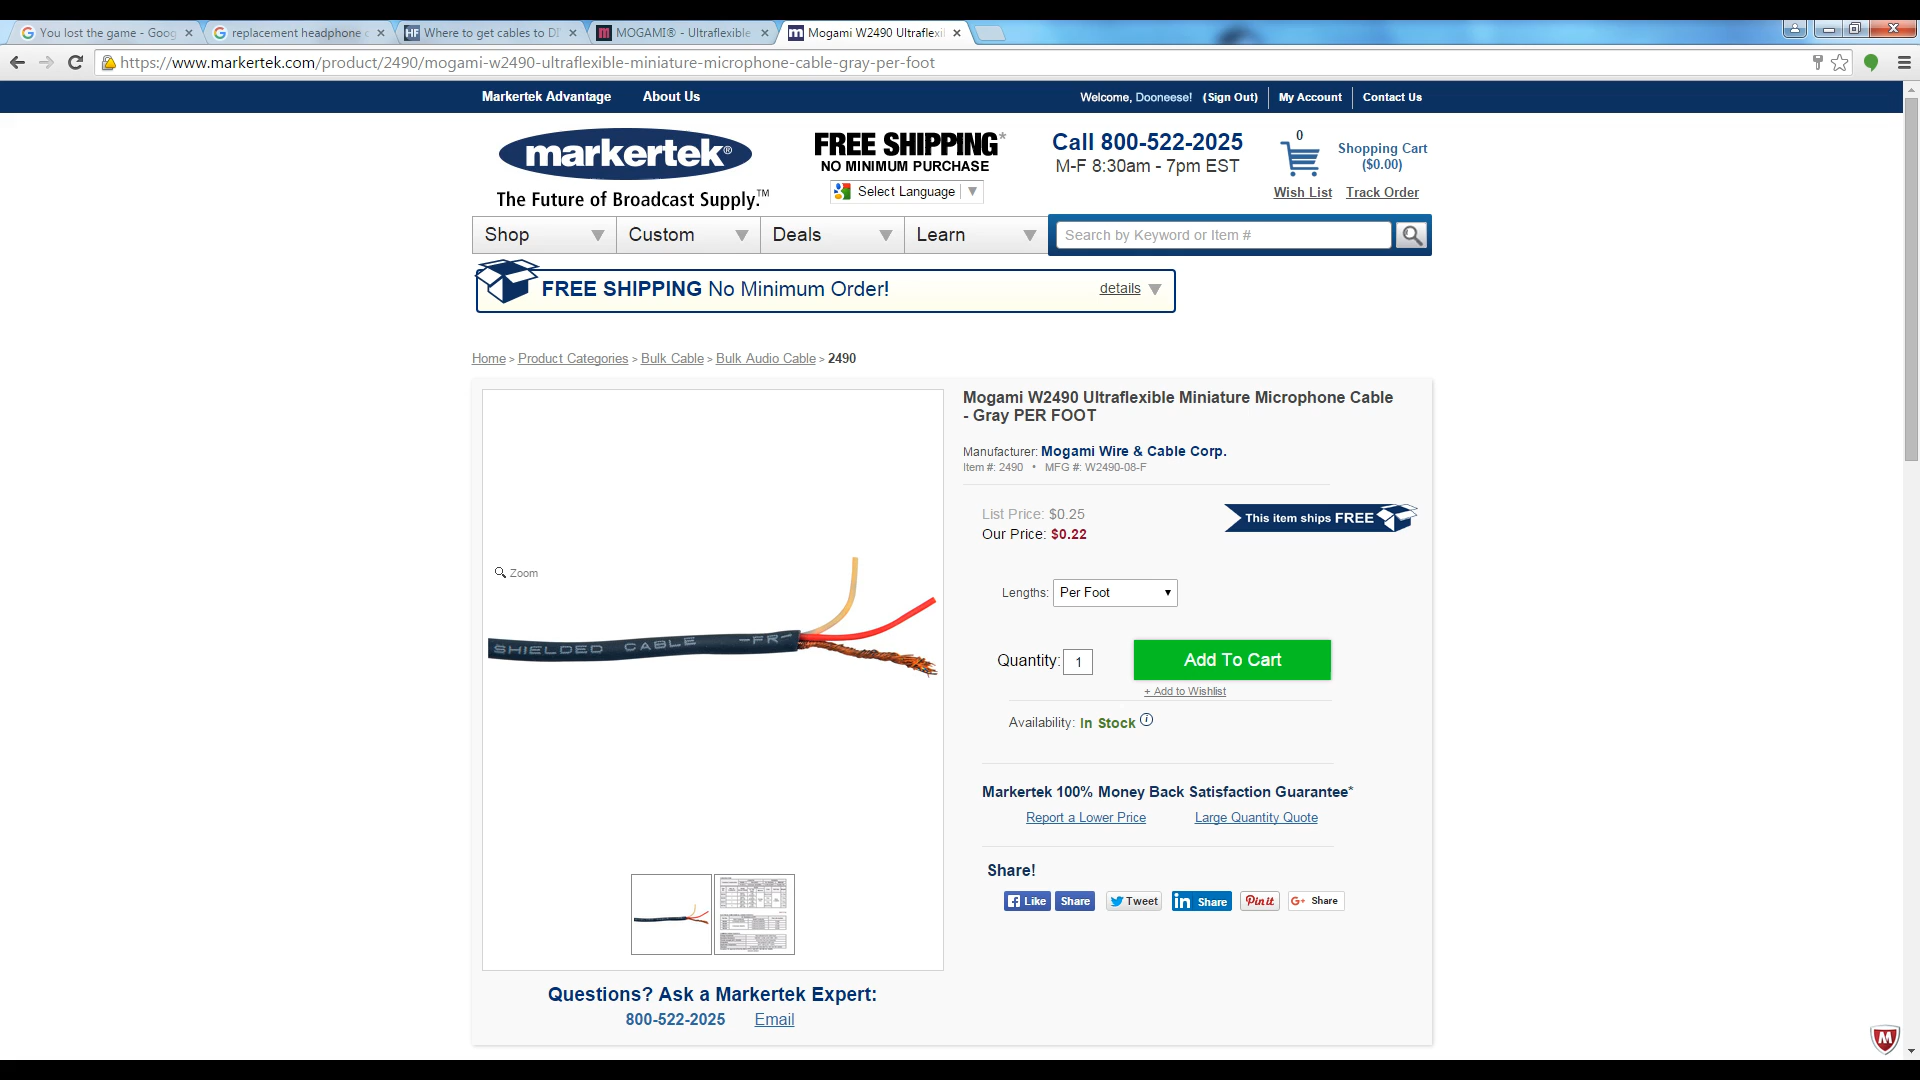 You lost the game - Goog
replacement headphone c
HF Where to get cables to DI
MOGAMI® - Ultraflexible
Mogami W2490 Ultraflexi
https://www.markertek.com/product/2490/mogami-w2490-ultraflexible-miniature-microphone-cable-gray-per-foot
Markertek Advantage About Us
Welcome, Dooneese! (Sign Out) My Account Contact Us
markertek®
The Future of Broadcast Supply.™
FREE SHIPPING*
NO MINIMUM PURCHASE
Select Language ▼
Call 800-522-2025
M-F 8:30am - 7pm EST
0
Shopping Cart
($0.00)
Wish List Track Order
Shop Custom Deals Learn
Search by Keyword or Item #
FREE SHIPPING No Minimum Order!
details
Home > Product Categories > Bulk Cable > Bulk Audio Cable > 2490
Mogami W2490 Ultraflexible Miniature Microphone Cable
- Gray PER FOOT
Manufacturer: Mogami Wire & Cable Corp.
Item #: 2490 • MFG #: W2490-08-F
List Price: $0.25
Our Price: $0.22
This item ships FREE
Zoom
SHIELDED CABLE -FR-
Lengths: Per Foot
Quantity: 1
Add To Cart
+ Add to Wishlist
Availability: In Stock
Markertek 100% Money Back Satisfaction Guarantee*
Report a Lower Price Large Quantity Quote
Share!
Like Share Tweet in Share Pin it G+ Share
Questions? Ask a Markertek Expert:
800-522-2025 Email